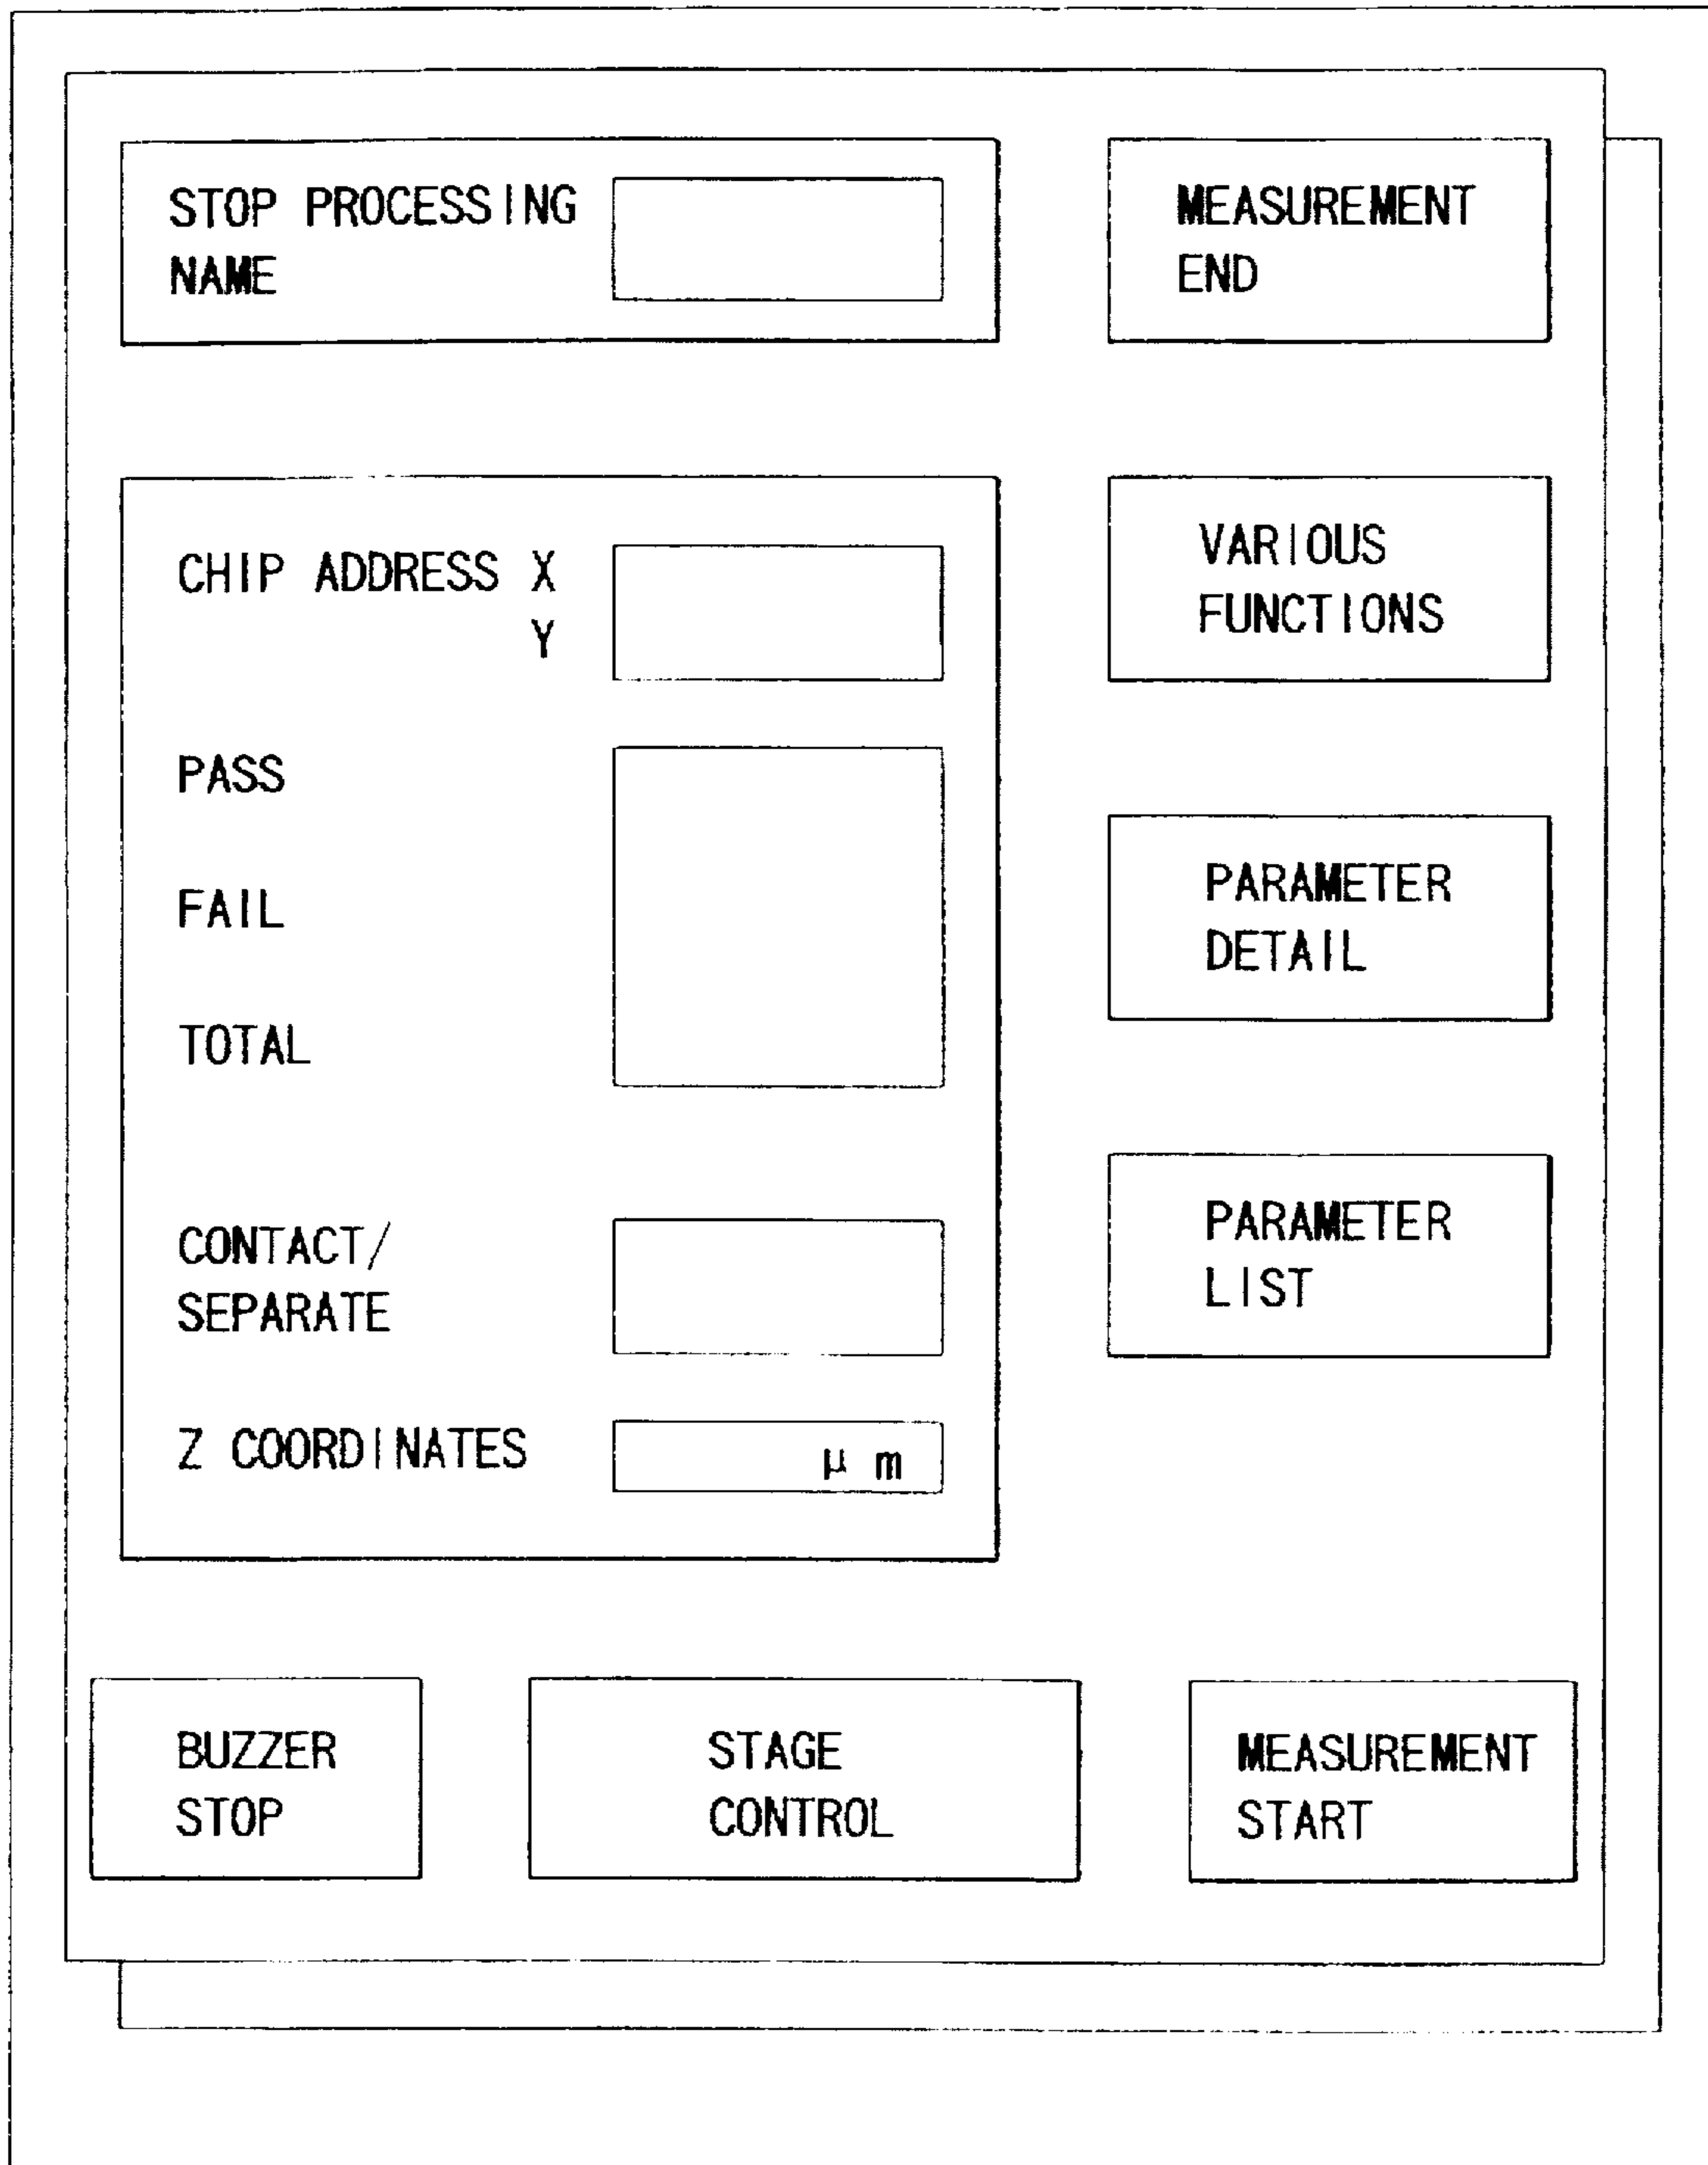 STOP PROCESSING
NAME
MEASUREMENT
END
CHIP ADDRESS X
Y
PASS
FAIL
TOTAL
CONTACT/
SEPARATE
Z COORDINATES
μm
VARIOUS
FUNCTIONS
PARAMETER
DETAIL
PARAMETER
LIST
BUZZER
STOP
STAGE
CONTROL
MEASUREMENT
START